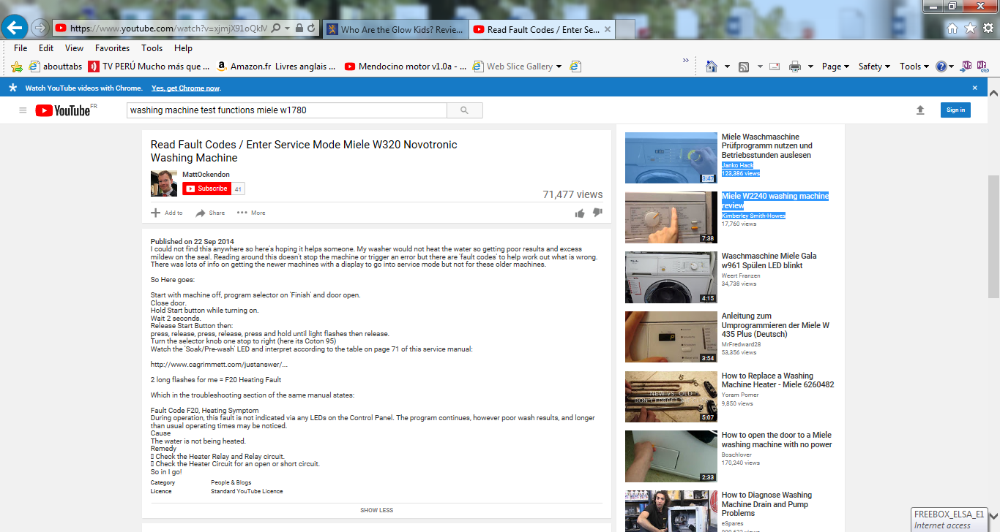 https://www.youtube.com/watch?v=xjmjX91oQkM
Who Are the Glow Kids? Revie...
Read Fault Codes / Enter Se...
File Edit View Favorites Tools Help
abouttabs
TV PERÚ Mucho más que ...
Amazon.fr Livres anglais ...
Mendocino motor v1.0a - ...
Web Slice Gallery
Page
Safety
Tools
Watch YouTube videos with Chrome. Yes, get Chrome now.
YouTube FR
washing machine test functions miele w1780
Sign in
Read Fault Codes / Enter Service Mode Miele W320 Novotronic
Washing Machine
MattOckendon
Subscribe 41
71,477 views
Add to Share More
Published on 22 Sep 2014
I could not find this anywhere so here's hoping it helps someone. My washer would not heat the water so getting poor results and excess
mildew on the seal. Reading around this doesn't stop the machine or trigger an error but there are 'fault codes' to help work out what is wrong.
There was lots of info on getting the newer machines with a display to go into service mode but not for these older machines.
So Here goes:
Start with machine off, program selector on 'Finish' and door open.
Close door.
Hold Start button while turning on.
Wait 2 seconds.
Release Start Button then:
press, release, press, release, press and hold until light flashes then release.
Turn the selector knob one stop to right (here its Coton 95)
Watch the 'Soak/Pre-wash' LED and interpret according to the table on page 71 of this service manual:
http://www.cagrimmett.com/justanswer/...
2 long flashes for me = F20 Heating Fault
Which in the troubleshooting section of the same manual states:
Fault Code F20, Heating Symptom
During operation, this fault is not indicated via any LEDs on the Control Panel. The program continues, however poor wash results, and longer
than usual operating times may be noticed.
Cause
The water is not being heated.
Remedy
Check the Heater Relay and Relay circuit.
Check the Heater Circuit for an open or short circuit.
So in I go!
Category People & Blogs
Licence Standard YouTube Licence
SHOW LESS
Miele Waschmaschine
Prüfprogramm nutzen und
Betriebsstunden auslesen
Janko Hack
123,386 views
3:47
Miele W2240 washing machine
review
Kimberley Smith-Howes
17,760 views
7:38
Waschmaschine Miele Gala
w961 Spülen LED blinkt
Weert Franzen
34,738 views
4:15
Anleitung zum
Umprogrammieren der Miele W
435 Plus (Deutsch)
MrFredward28
53,356 views
3:54
How to Replace a Washing
Machine Heater - Miele 6260482
Yoram Pomer
9,850 views
NEW VS. OLD
DON'T FORGET THE
5:07
How to open the door to a Miele
washing machine with no power
Boschlover
170,240 views
2:33
How to Diagnose Washing
Machine Drain and Pump
Problems
eSpares
FREEBOX_ELSA_E1
Internet access